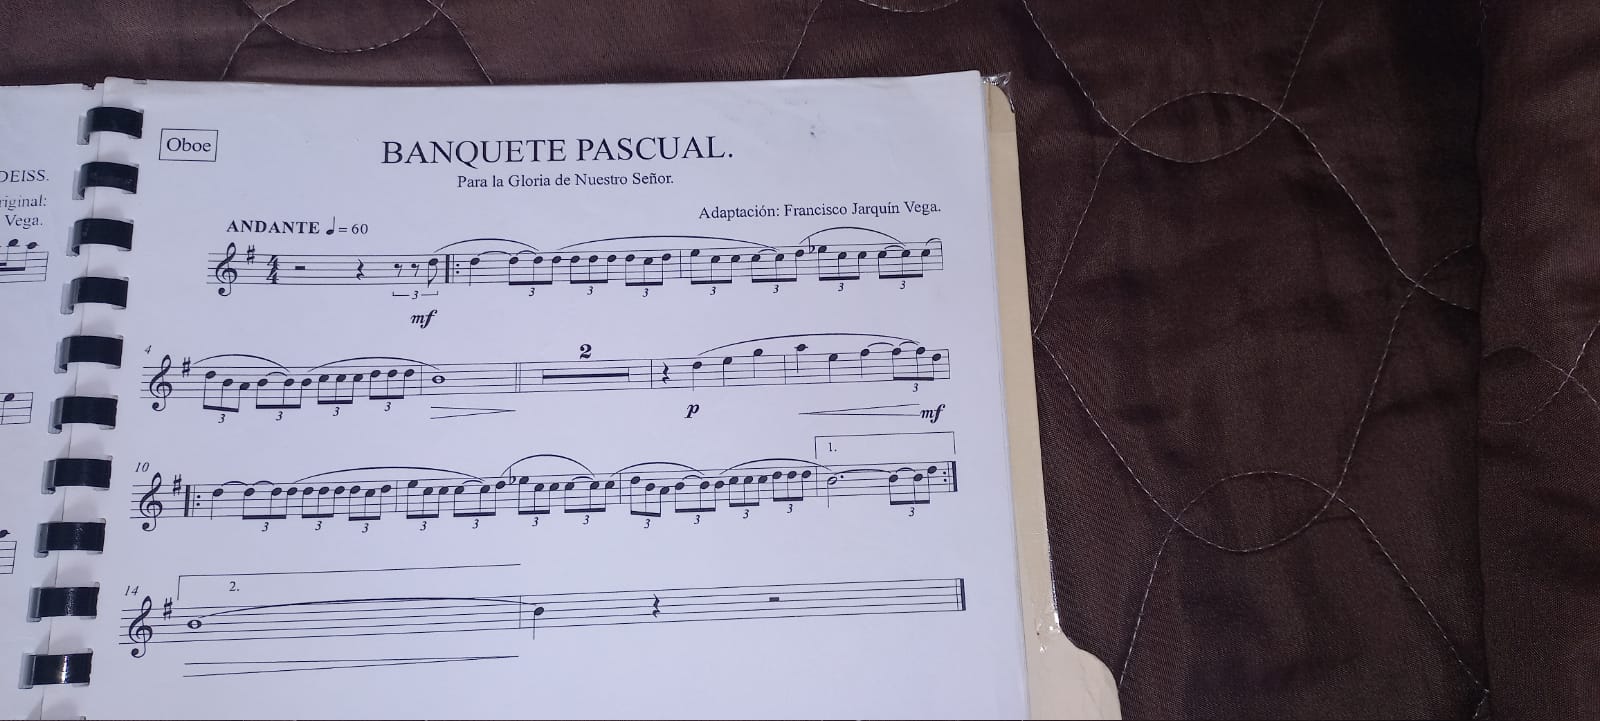 DEISS.
riginal:
Vega.
Oboe
BANQUETE PASCUAL.
Para la Gloria de Nuestro Señor.
Adaptación: Francisco Jarquín Vega.
ANDANTE ♩= 60
3
3 3 3 3 3 3 3
mf
4
2
3 3 3 3 3
p mf
10
1.
3 3 3 3 3 3 3 3 3 3 3 3
14
2.